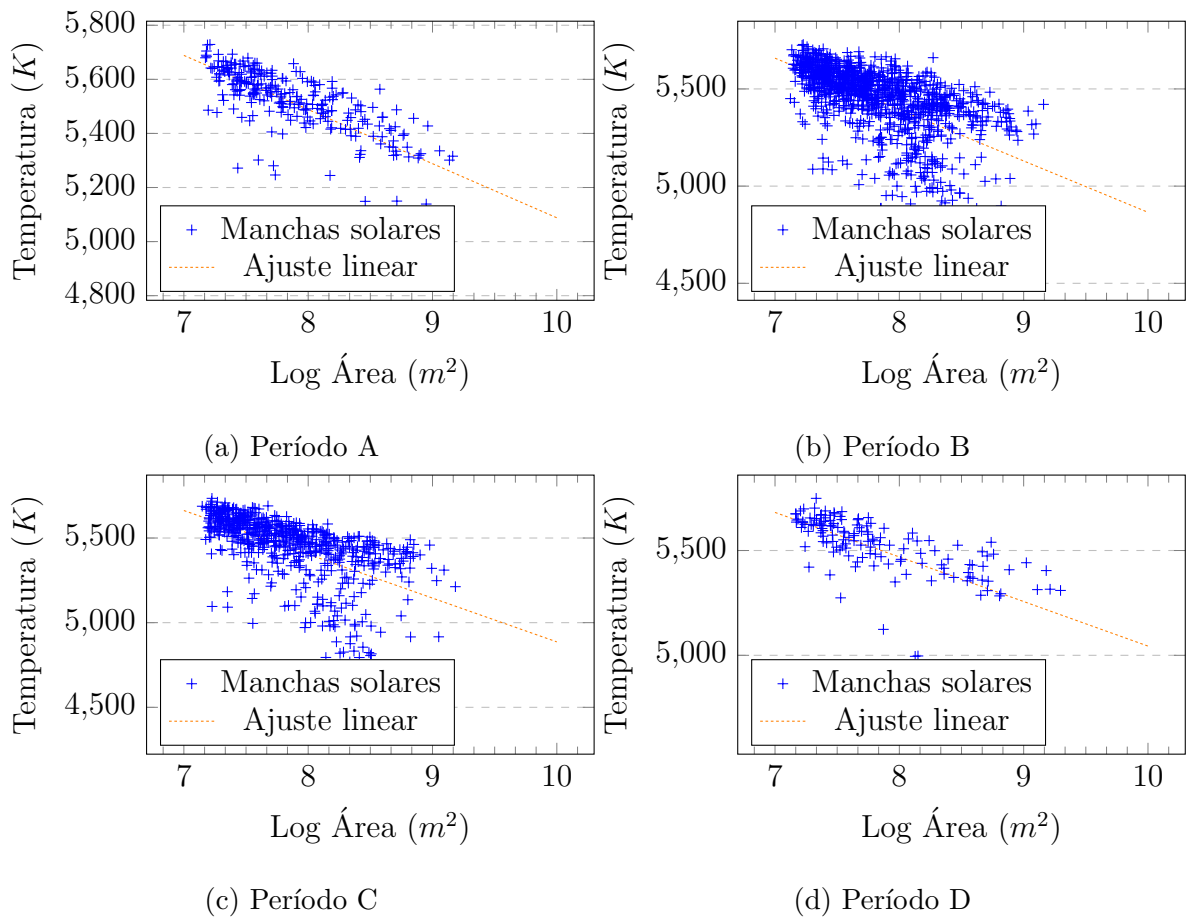 5,800
5,600
5,400
5,200
5,000
4,800
7 8 9 10
Temperatura (K)
Log Área (m²)
Manchas solares
Ajuste linear
(a) Período A
5,500
5,000
4,500
7 8 9 10
Temperatura (K)
Log Área (m²)
Manchas solares
Ajuste linear
(b) Período B
5,500
5,000
4,500
7 8 9 10
Temperatura (K)
Log Área (m²)
Manchas solares
Ajuste linear
(c) Período C
5,500
5,000
7 8 9 10
Temperatura (K)
Log Área (m²)
Manchas solares
Ajuste linear
(d) Período D